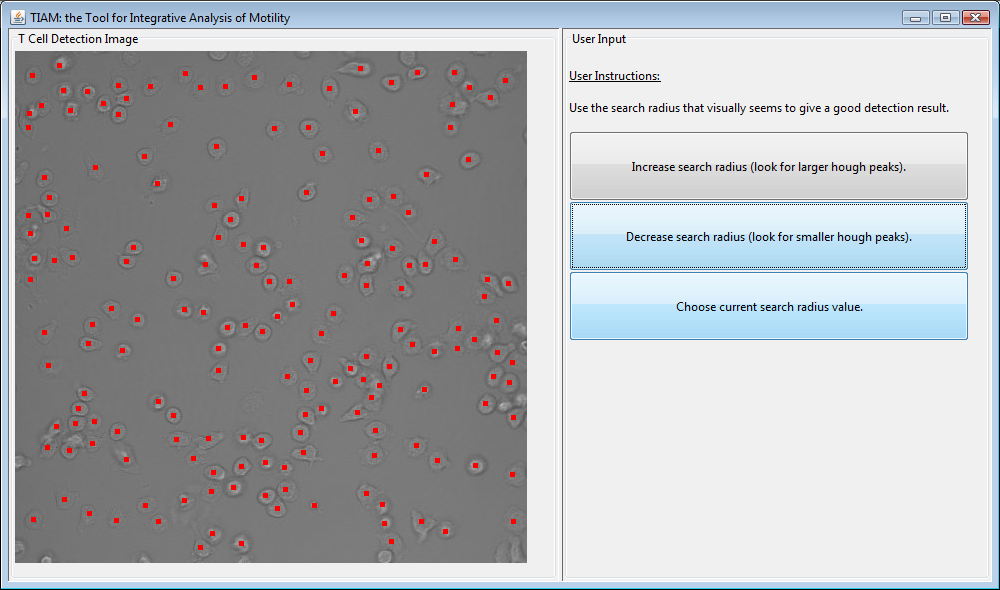 TIAM: the Tool for Integrative Analysis of Motility
T Cell Detection Image
User Input
User Instructions:
Use the search radius that visually seems to give a good detection result.
Increase search radius (look for larger hough peaks).
Decrease search radius (look for smaller hough peaks).
Choose current search radius value.